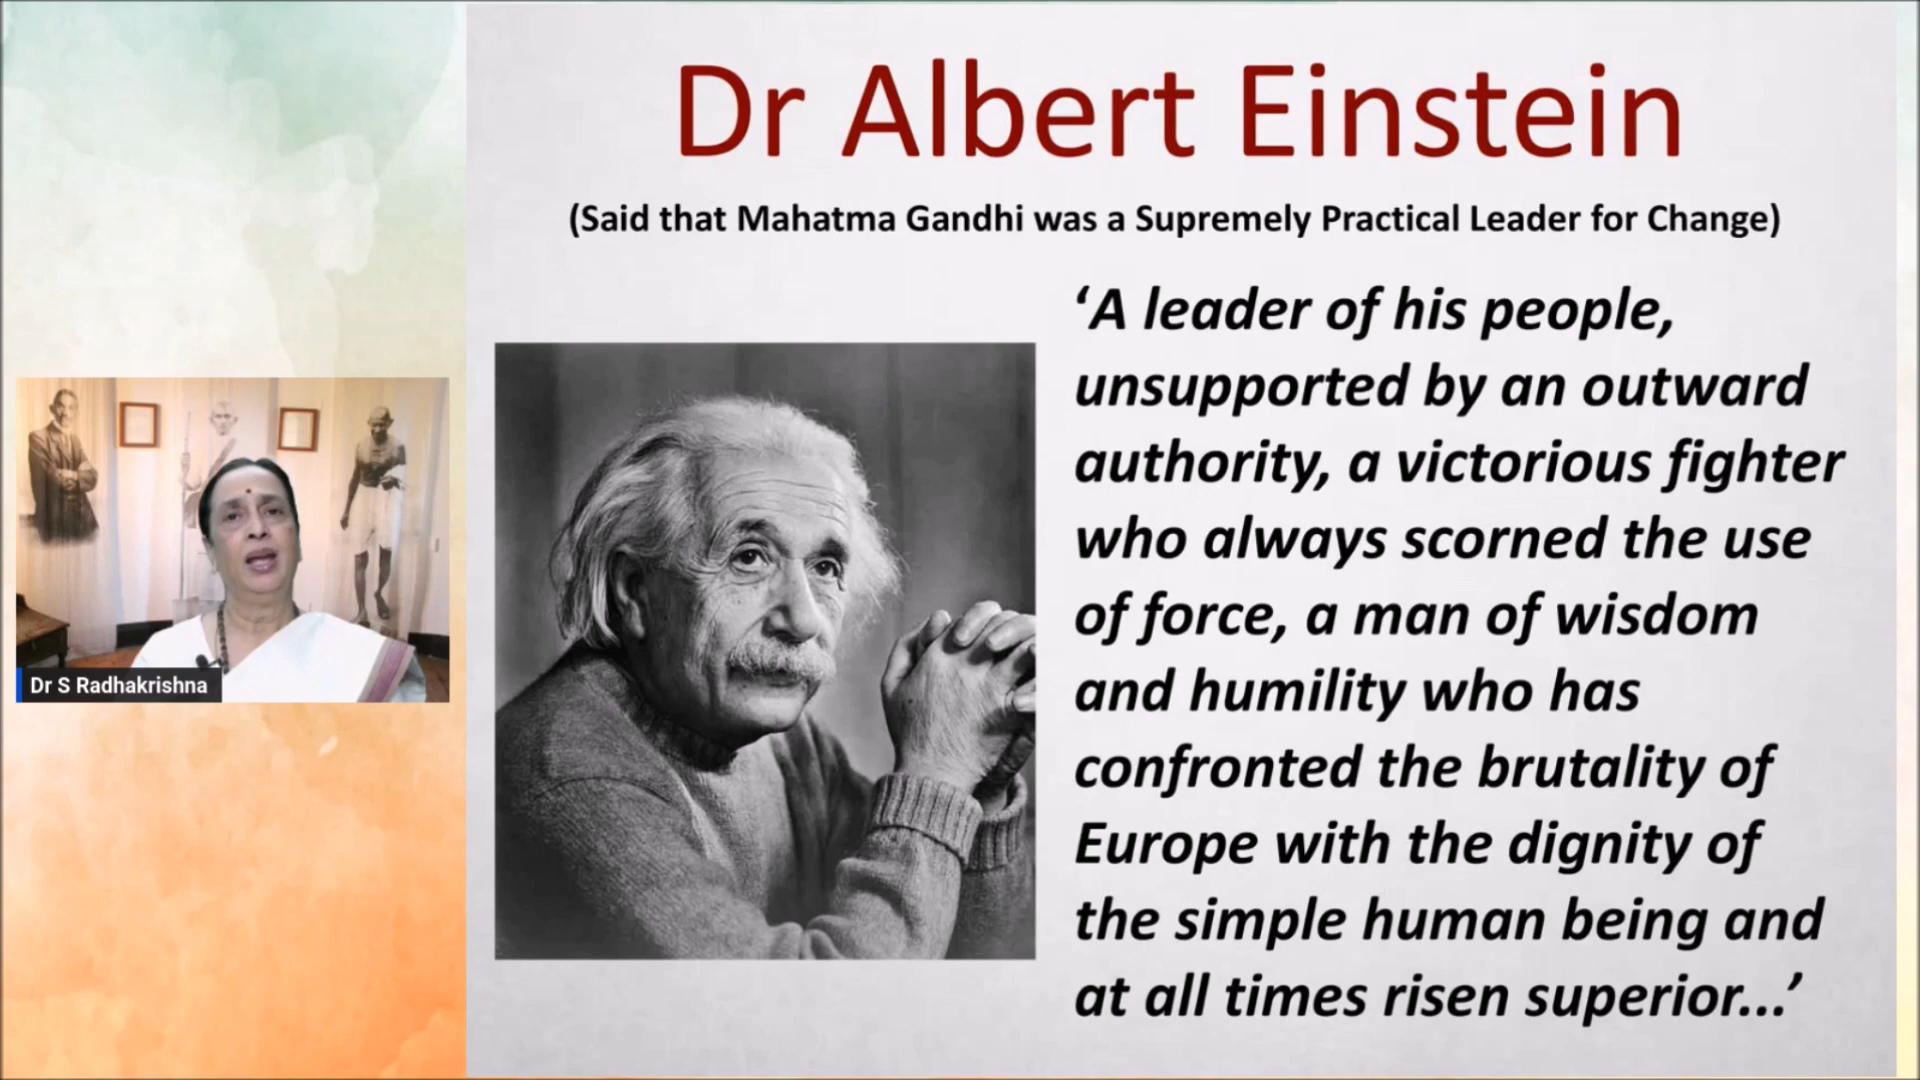 Dr Albert Einstein
(Said that Mahatma Gandhi was a Supremely Practical Leader for Change)
‘A leader of his people,
unsupported by an outward
authority, a victorious fighter
who always scorned the use
of force, a man of wisdom
and humility who has
confronted the brutality of
Europe with the dignity of
the simple human being and
at all times risen superior...’
Dr S Radhakrishna